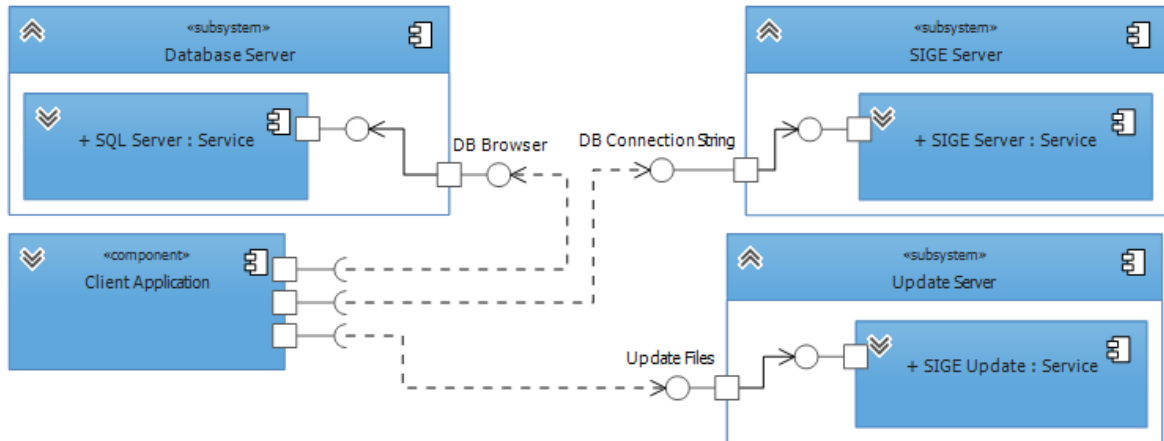 «subsystem»
Database Server
+ SQL Server : Service
DB Browser
DB Connection String
«subsystem»
SIGE Server
+ SIGE Server : Service
«component»
Client Application
«subsystem»
Update Server
Update Files
+ SIGE Update : Service